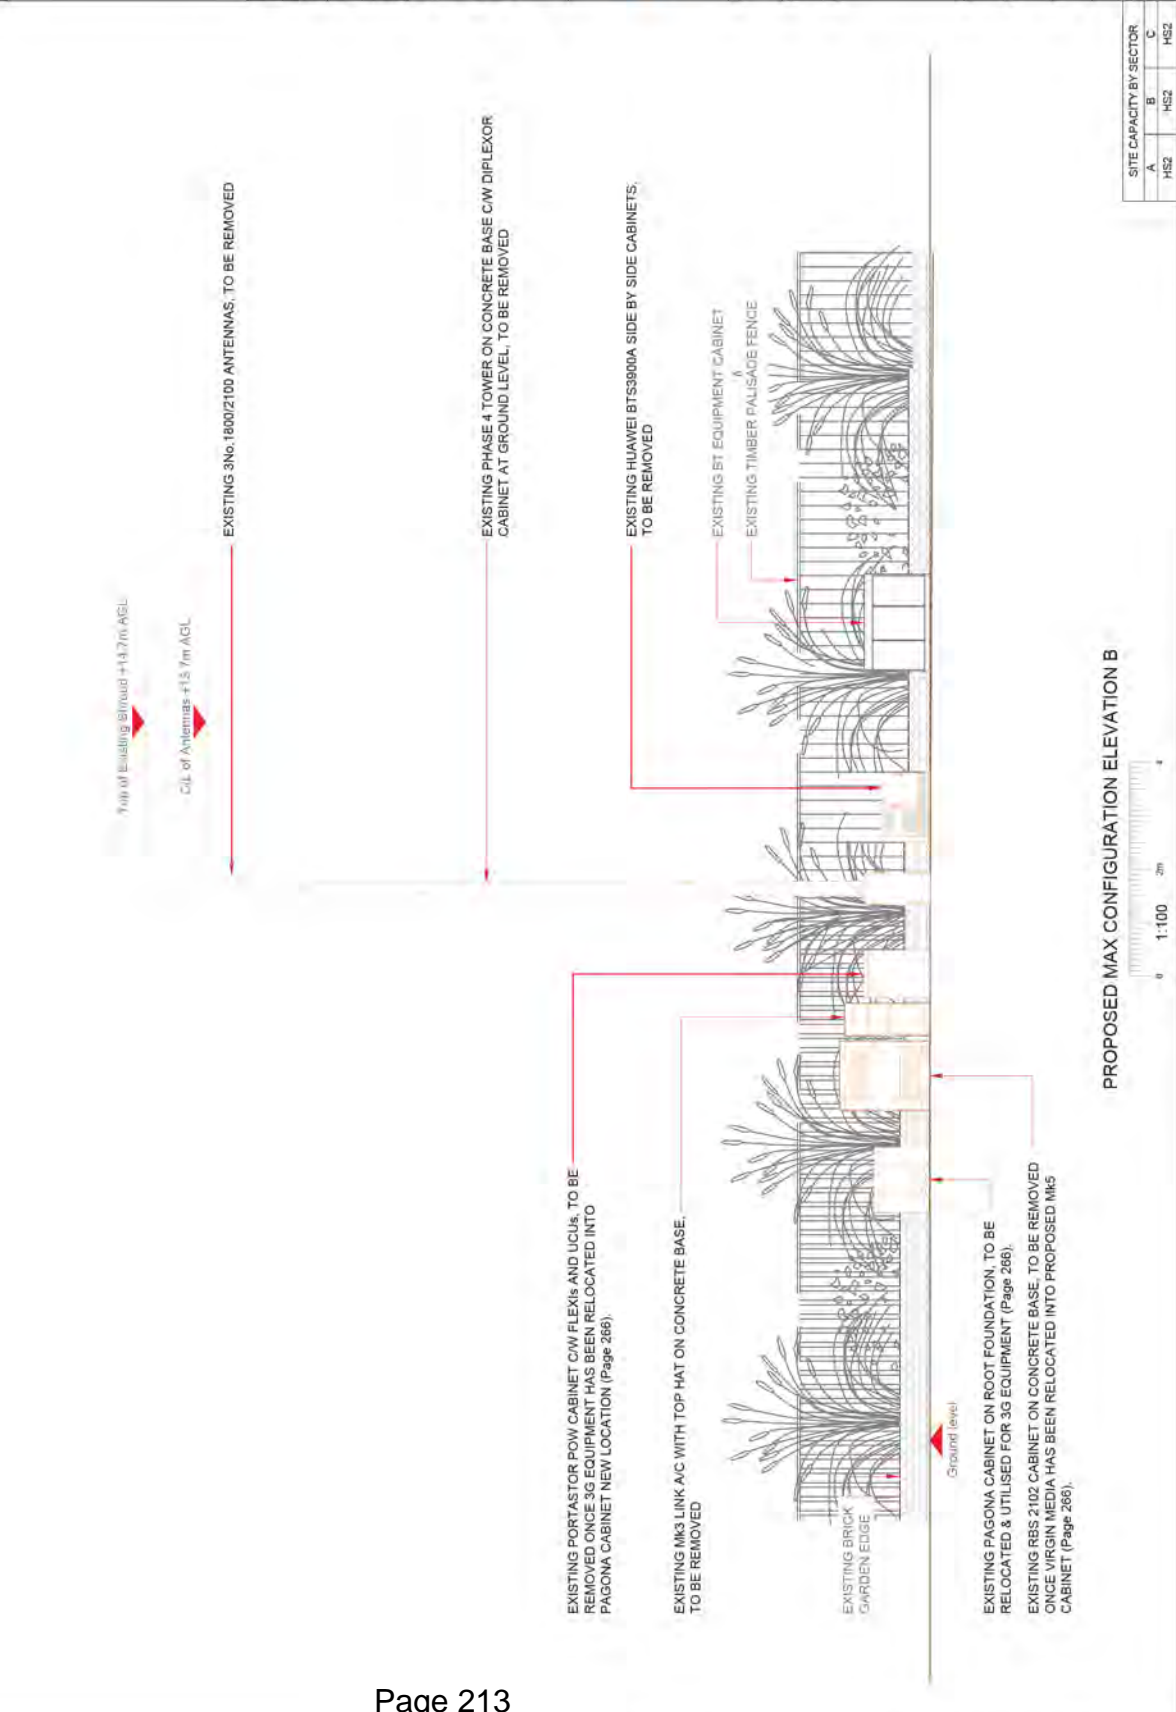 Top of Existing Shroud +14.7m AGL
C/L of Antennas +13.7m AGL
EXISTING 3No.1800/2100 ANTENNAS, TO BE REMOVED
EXISTING PHASE 4 TOWER ON CONCRETE BASE C/W DIPLEXOR
CABINET AT GROUND LEVEL, TO BE REMOVED
EXISTING HUAWEI BTS3900A SIDE BY SIDE CABINETS,
TO BE REMOVED
EXISTING BT EQUIPMENT CABINET
EXISTING TIMBER PALISADE FENCE
EXISTING PORTASTOR POW CABINET C/W FLEXIs AND UCUs, TO BE
REMOVED ONCE 3G EQUIPMENT HAS BEEN RELOCATED INTO
PAGONA CABINET NEW LOCATION (Page 266).
EXISTING Mk3 LINK A/C WITH TOP HAT ON CONCRETE BASE,
TO BE REMOVED
EXISTING BRICK
GARDEN EDGE
Ground level
EXISTING PAGONA CABINET ON ROOT FOUNDATION, TO BE
RELOCATED & UTILISED FOR 3G EQUIPMENT (Page 266).
EXISTING RBS 2102 CABINET ON CONCRETE BASE, TO BE REMOVED
ONCE VIRGIN MEDIA HAS BEEN RELOCATED INTO PROPOSED Mk5
CABINET (Page 266).
PROPOSED MAX CONFIGURATION ELEVATION B
0 2m 4
1:100
SITE CAPACITY BY SECTOR
A B C
HS2 HS2 HS2
Page 213